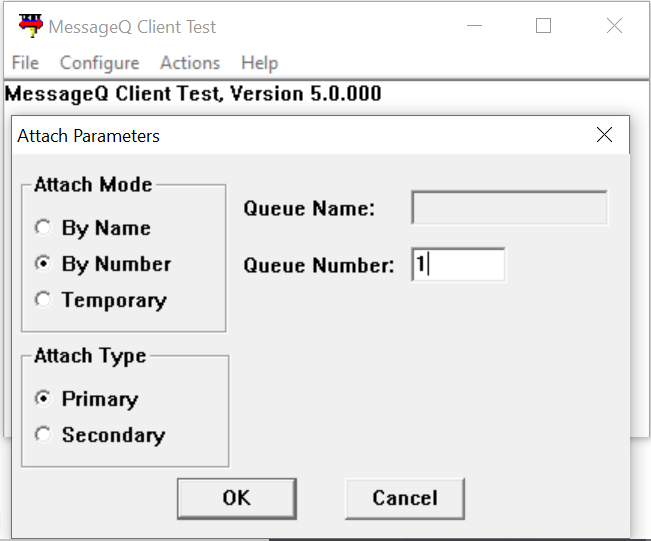 MessageQ Client Test
File Configure Actions Help
MessageQ Client Test, Version 5.0.000
Attach Parameters
Attach Mode
By Name
By Number
Temporary
Queue Name:
Queue Number: 1
Attach Type
Primary
Secondary
OK Cancel